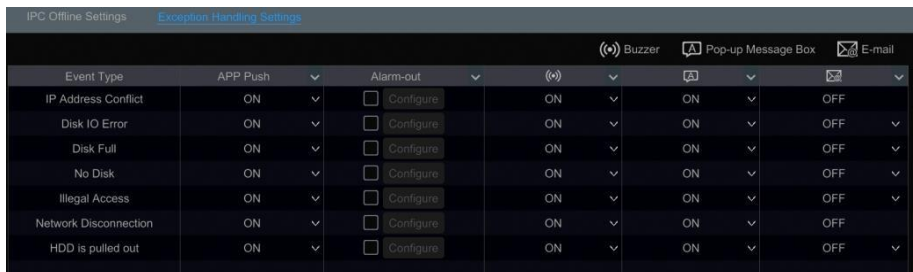 IPC Offline Settings Exception Handling Settings
Buzzer Pop-up Message Box E-mail
Event Type APP Push Alarm-out
IP Address Conflict ON Configure ON ON OFF
Disk IO Error ON Configure ON ON OFF
Disk Full ON Configure ON ON OFF
No Disk ON Configure ON ON OFF
Illegal Access ON Configure ON ON OFF
Network Disconnection ON Configure ON ON OFF
HDD is pulled out ON Configure ON ON OFF